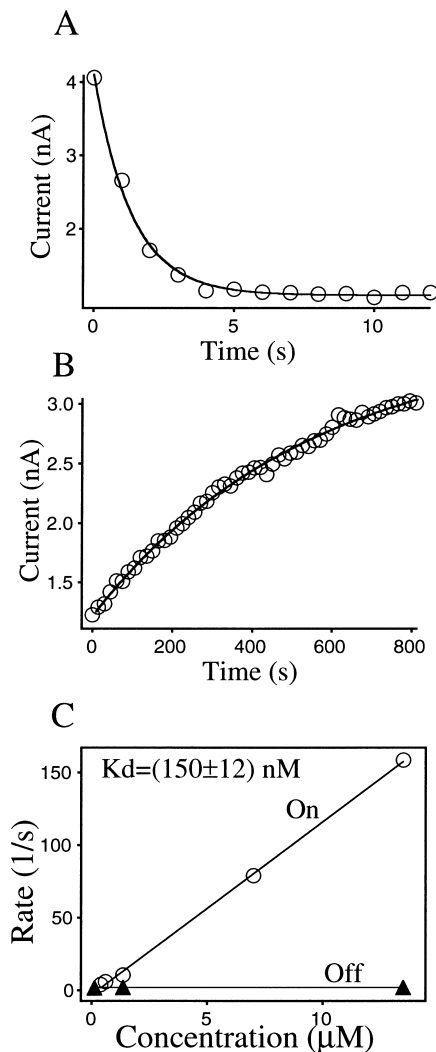 A
Current (nA)
4
3
2
0
5
10
Time (s)
B
Current (nA)
3.0
2.5
2.0
1.5
0
200
400
600
800
Time (s)
C
Kd=(150±12) nM
On
Off
Rate (1/s)
150
100
50
0
0
5
10
Concentration (μM)